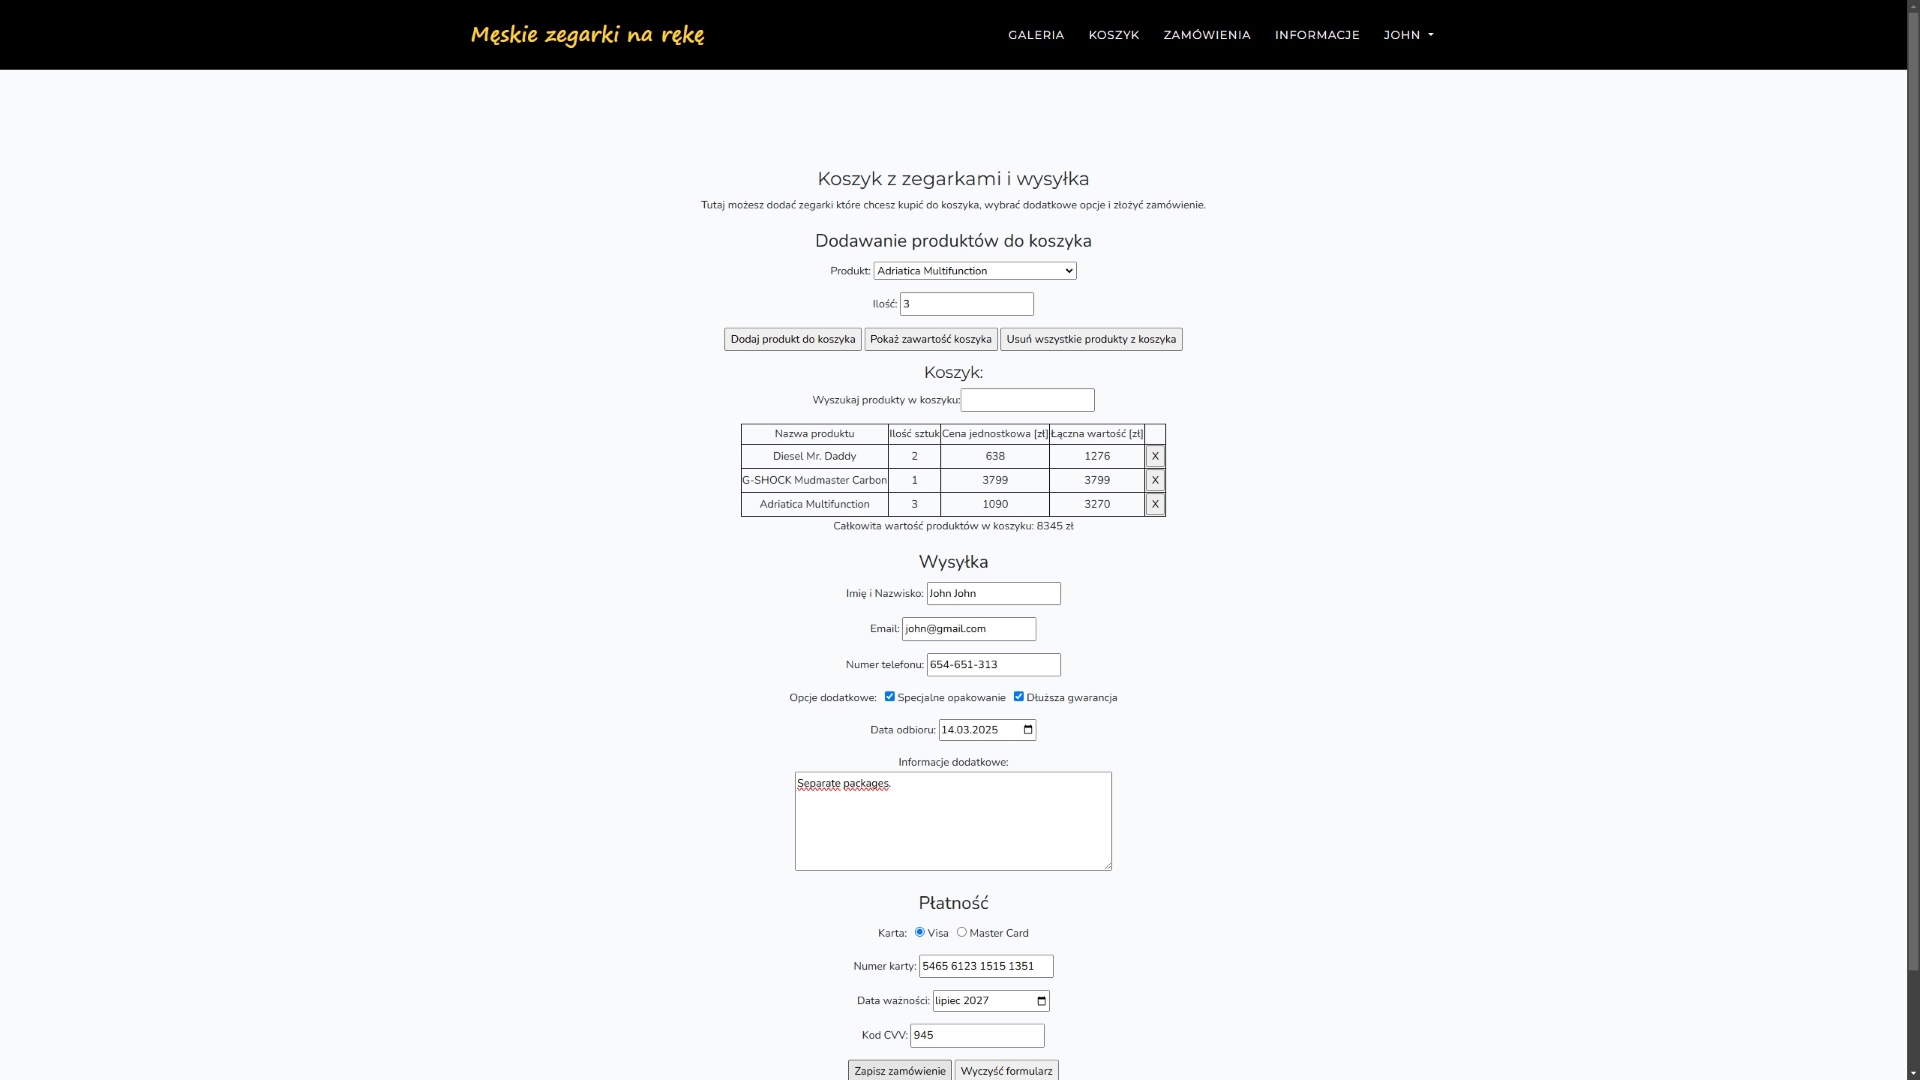 Męskie zegarki na rękę
GALERIA KOSZYK ZAMÓWIENIA INFORMACJE JOHN
Koszyk z zegarkami i wysyłka
Tutaj możesz dodać zegarki które chcesz kupić do koszyka, wybrać dodatkowe opcje i złożyć zamówienie.
Dodawanie produktów do koszyka
Produkt: Adriatica Multifunction
Ilość: 3
Dodaj produkt do koszyka Pokaż zawartość koszyka Usuń wszystkie produkty z koszyka
Koszyk:
Wyszukaj produkty w koszyku:
Nazwa produktu Ilość sztuk Cena jednostkowa [zł] Łączna wartość [zł]
Diesel Mr. Daddy 2 638 1276 X
G-SHOCK Mudmaster Carbon 1 3799 3799 X
Adriatica Multifunction 3 1090 3270 X
Całkowita wartość produktów w koszyku: 8345 zł
Wysyłka
Imię i Nazwisko: John John
Email: john@gmail.com
Numer telefonu: 654-651-313
Opcje dodatkowe: Specjalne opakowanie Dłuższa gwarancja
Data odbioru: 14.03.2025
Informacje dodatkowe:
Separate packages.
Płatność
Karta: Visa Master Card
Numer karty: 5465 6123 1515 1351
Data ważności: lipiec 2027
Kod CVV: 945
Zapisz zamówienie Wyczyść formularz